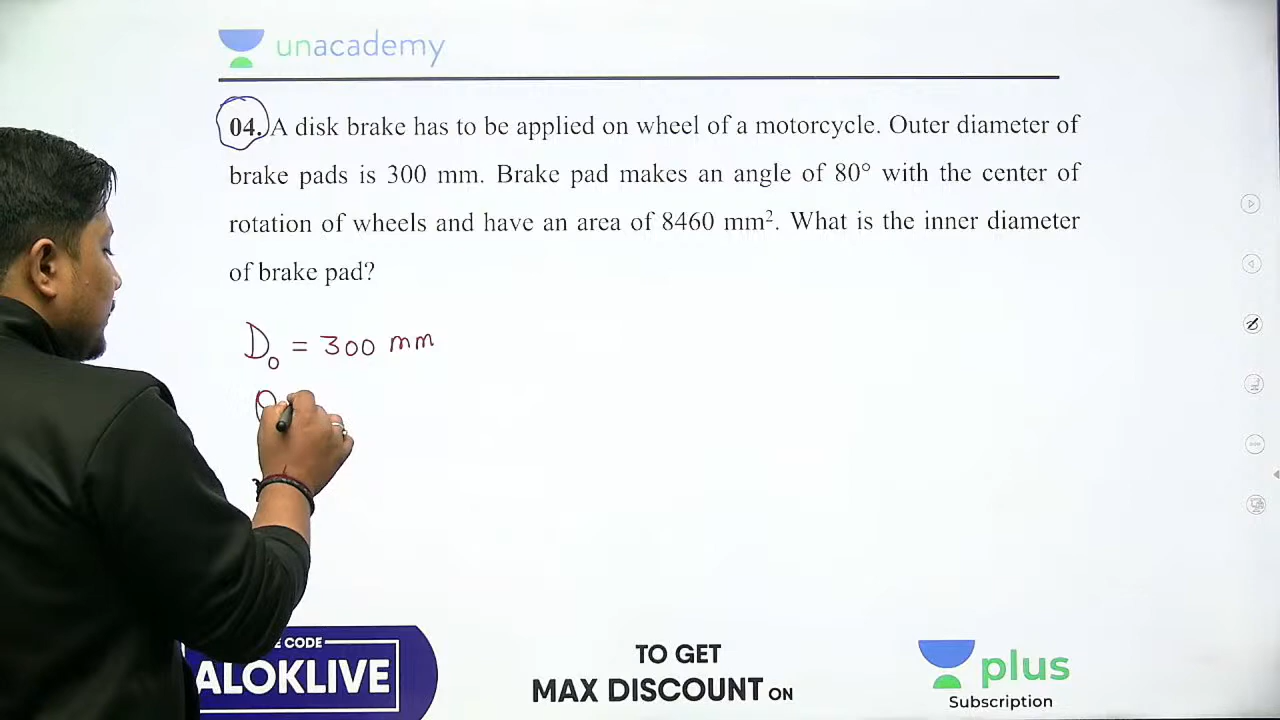 unacademy
04. A disk brake has to be applied on wheel of a motorcycle. Outer diameter of
brake pads is 300 mm. Brake pad makes an angle of 80° with the center of
rotation of wheels and have an area of 8460 mm². What is the inner diameter
of brake pad?
D₀ = 300 mm
CODE
ALOKLIVE
TO GET
MAX DISCOUNT ON
plus
Subscription